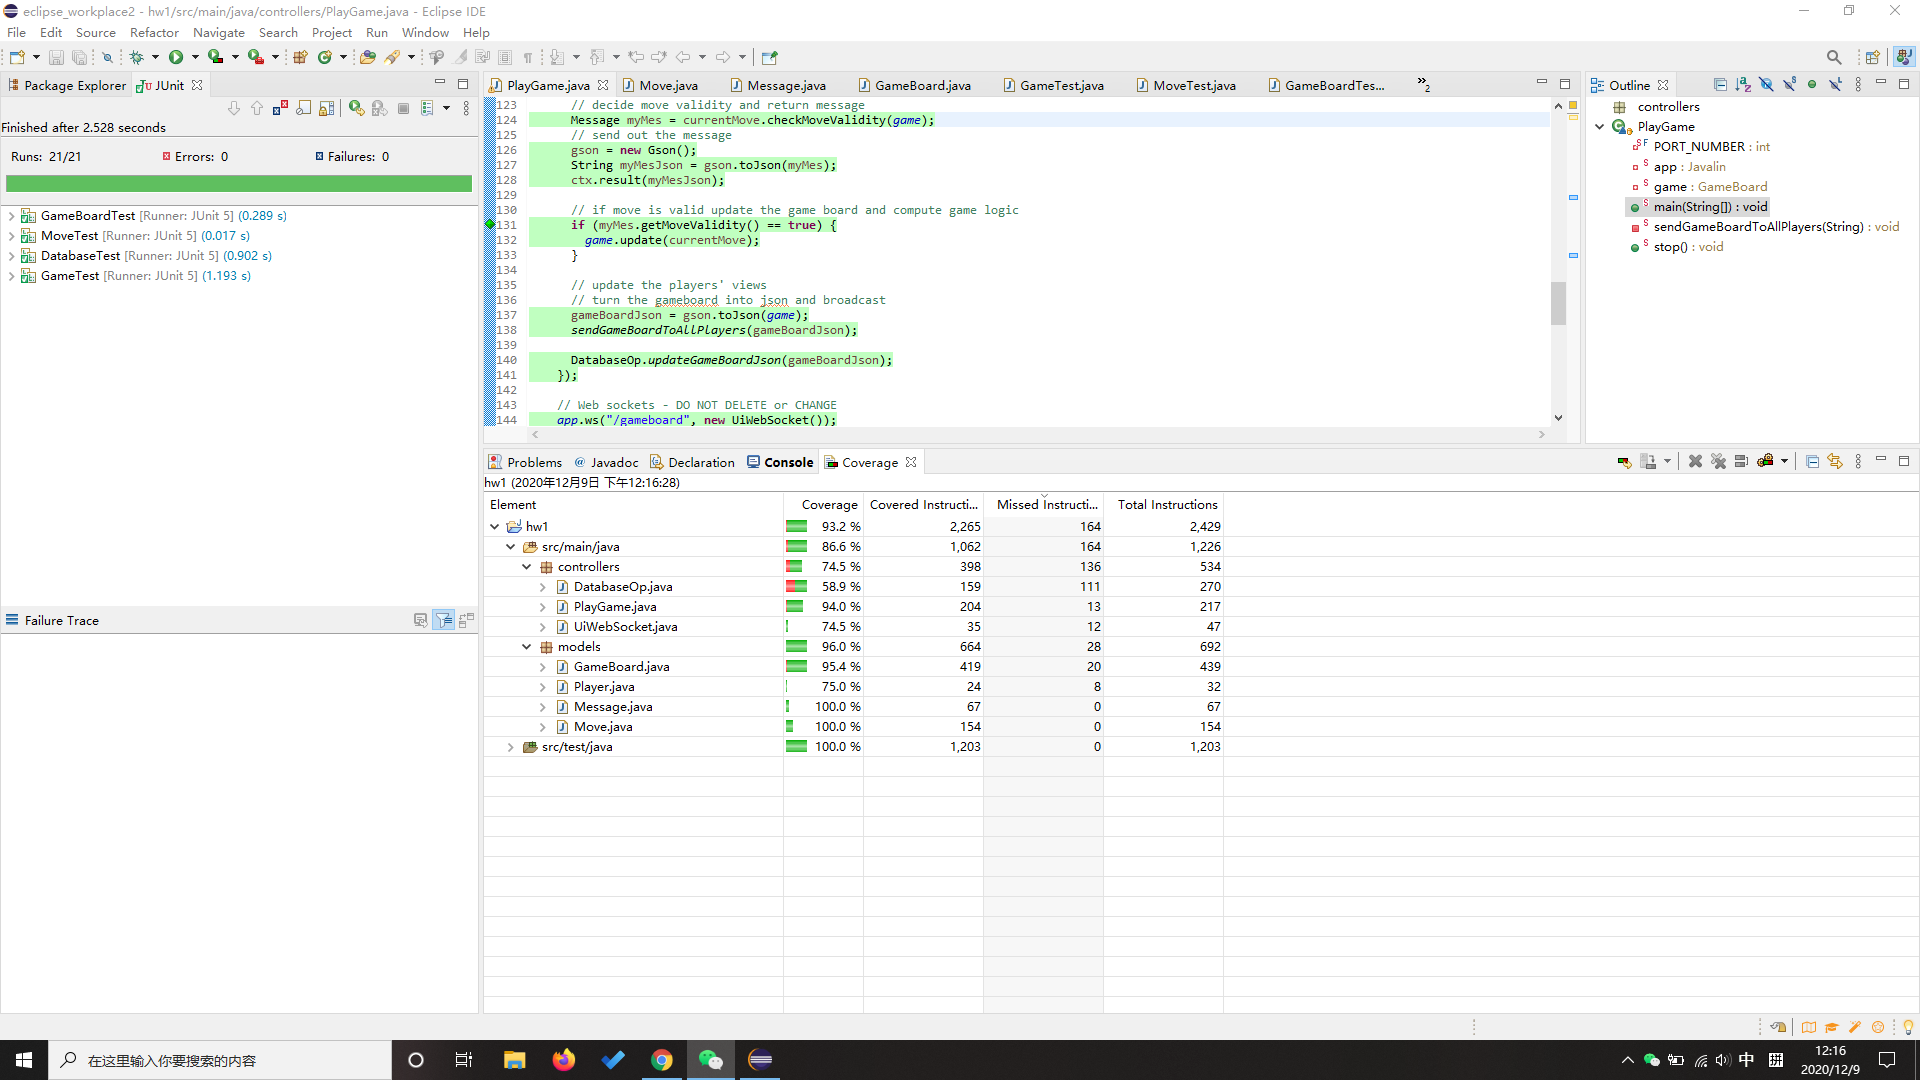 eclipse_workplace2 - hw1/src/main/java/controllers/PlayGame.java - Eclipse IDE
File Edit Source Refactor Navigate Search Project Run Window Help
Package Explorer JUnit
Finished after 2.528 seconds
Runs: 21/21 Errors: 0 Failures: 0
GameBoardTest [Runner: JUnit 5] (0.289 s)
MoveTest [Runner: JUnit 5] (0.017 s)
DatabaseTest [Runner: JUnit 5] (0.902 s)
GameTest [Runner: JUnit 5] (1.193 s)
Failure Trace
PlayGame.java Move.java Message.java GameBoard.java GameTest.java MoveTest.java GameBoardTes... »2
123 // decide move validity and return message
124 Message myMes = currentMove.checkMoveValidity(game);
125 // send out the message
126 gson = new Gson();
127 String myMesJson = gson.toJson(myMes);
128 ctx.result(myMesJson);
129
130 // if move is valid update the game board and compute game logic
131 if (myMes.getMoveValidity() == true) {
132 game.update(currentMove);
133 }
134
135 // update the players' views
136 // turn the gameboard into json and broadcast
137 gameBoardJson = gson.toJson(game);
138 sendGameBoardToAllPlayers(gameBoardJson);
139
140 DatabaseOp.updateGameBoardJson(gameBoardJson);
141 });
142
143 // Web sockets - DO NOT DELETE or CHANGE
144 app.ws("/gameboard", new UiWebSocket());
Outline
controllers
PlayGame
PORT_NUMBER : int
app : Javalin
game : GameBoard
main(String[]) : void
sendGameBoardToAllPlayers(String) : void
stop() : void
Problems Javadoc Declaration Console Coverage
hw1 (2020年12月9日 下午12:16:28)
Element Coverage Covered Instructi... Missed Instructi... Total Instructions
hw1 93.2 % 2,265 164 2,429
src/main/java 86.6 % 1,062 164 1,226
controllers 74.5 % 398 136 534
DatabaseOp.java 58.9 % 159 111 270
PlayGame.java 94.0 % 204 13 217
UiWebSocket.java 74.5 % 35 12 47
models 96.0 % 664 28 692
GameBoard.java 95.4 % 419 20 439
Player.java 75.0 % 24 8 32
Message.java 100.0 % 67 0 67
Move.java 100.0 % 154 0 154
src/test/java 100.0 % 1,203 0 1,203
在这里输入你要搜索的内容
中
拼
12:16
2020/12/9